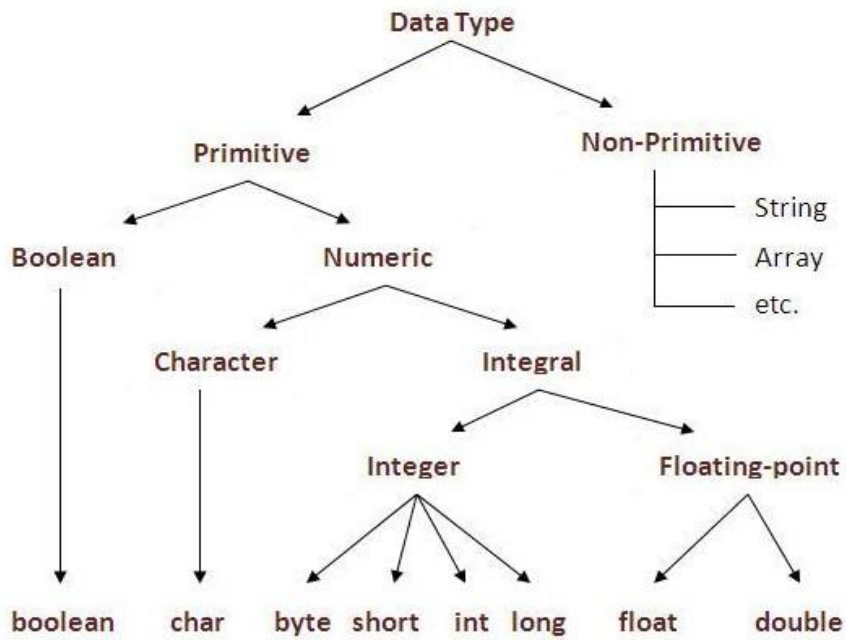 Data Type
Primitive
Non-Primitive
String
Array
etc.
Boolean
Numeric
Character
Integral
Integer
Floating-point
boolean char byte short int long float double